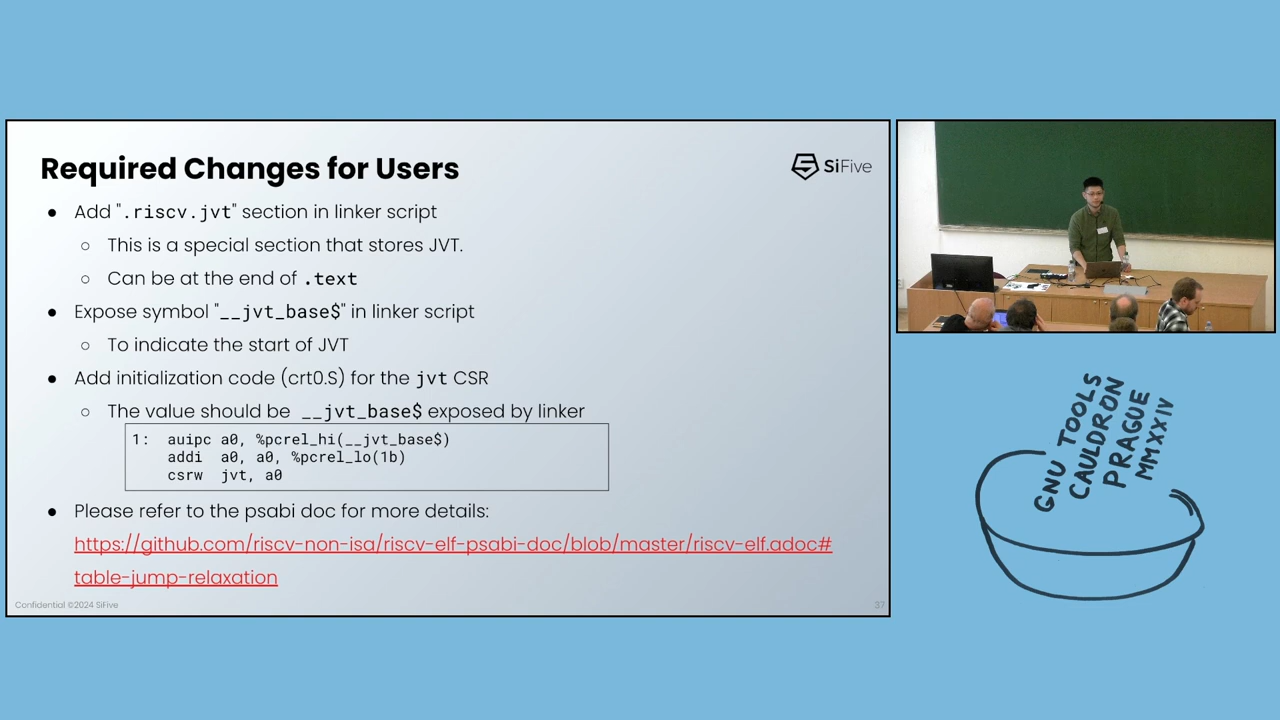 Required Changes for Users
SiFive
● Add ".riscv.jvt" section in linker script
○ This is a special section that stores JVT.
○ Can be at the end of .text
● Expose symbol "__jvt_base$" in linker script
○ To indicate the start of JVT
● Add initialization code (crt0.S) for the jvt CSR
○ The value should be __jvt_base$ exposed by linker
1: auipc a0, %pcrel_hi(__jvt_base$)
addi a0, a0, %pcrel_lo(1b)
csrw jvt, a0
● Please refer to the psabi doc for more details:
https://github.com/riscv-non-isa/riscv-elf-psabi-doc/blob/master/riscv-elf.adoc#
table-jump-relaxation
Confidential ©2024 SiFive
37
GNU TOOLS
CAULDRON
PRAGUE
MMXXIV